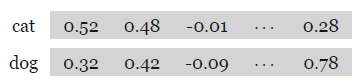 cat 0.52 0.48 -0.01 ··· 0.28
dog 0.32 0.42 -0.09 ··· 0.78